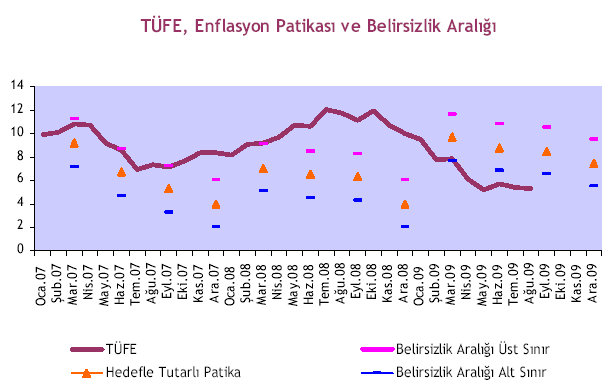 TÜFE, Enflasyon Patikası ve Belirsizlik Aralığı
14
12
10
8
6
4
2
0
Oca.07
Şub.07
Mar.07
Nis.07
May.07
Haz.07
Tem.07
Ağu.07
Eyl.07
Eki.07
Kas.07
Ara.07
Oca.08
Şub.08
Mar.08
Nis.08
May.08
Haz.08
Tem.08
Ağu.08
Eyl.08
Eki.08
Kas.08
Ara.08
Oca.09
Şub.09
Mar.09
Nis.09
May.09
Haz.09
Tem.09
Ağu.09
Eyl.09
Eki.09
Kas.09
Ara.09
TÜFE
Belirsizlik Aralığı Üst Sınır
Hedefle Tutarlı Patika
Belirsizlik Aralığı Alt Sınır